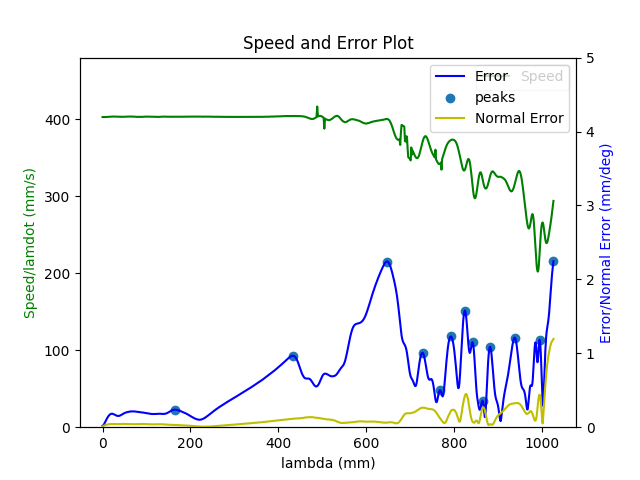 Speed and Error Plot
Speed/lamdot (mm/s)
400
300
200
100
0
0
200
400
600
800
1000
lambda (mm)
5
4
3
2
1
0
Error/Normal Error (mm/deg)
Error
Speed
peaks
Normal Error